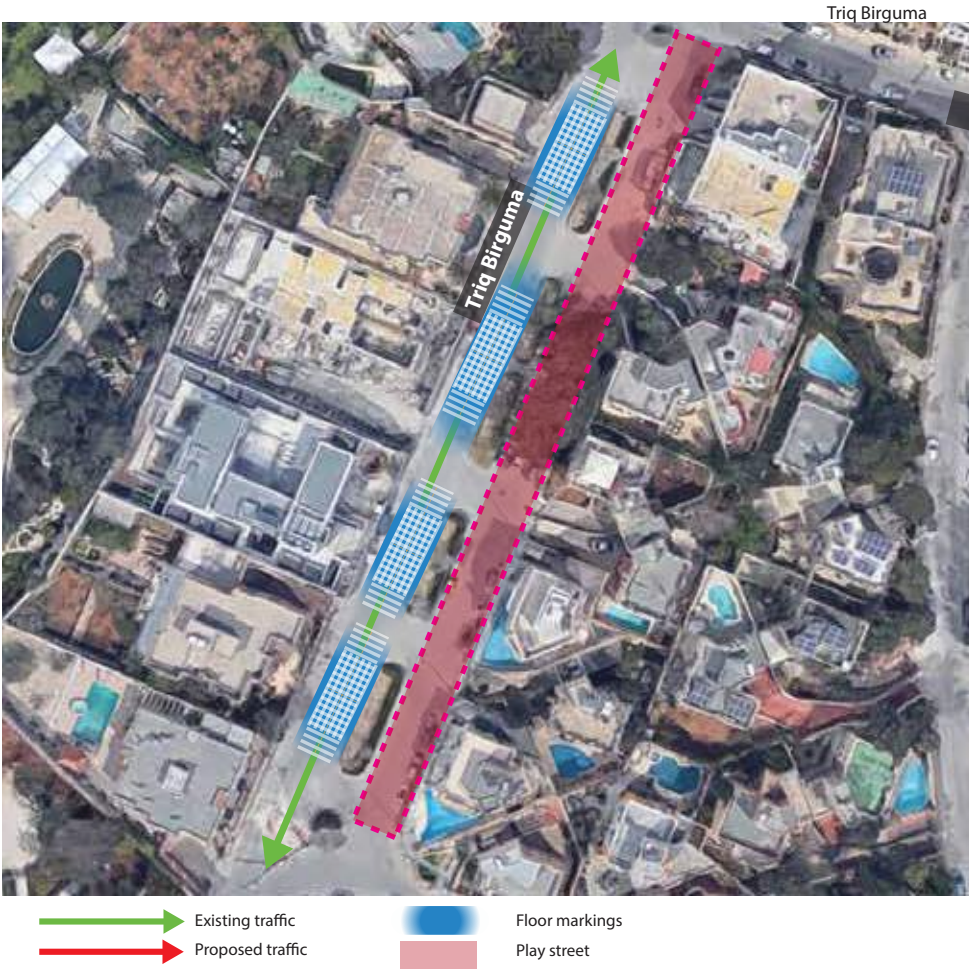 Triq Birguma
Triq Birguma
Existing traffic
Proposed traffic
Floor markings
Play street